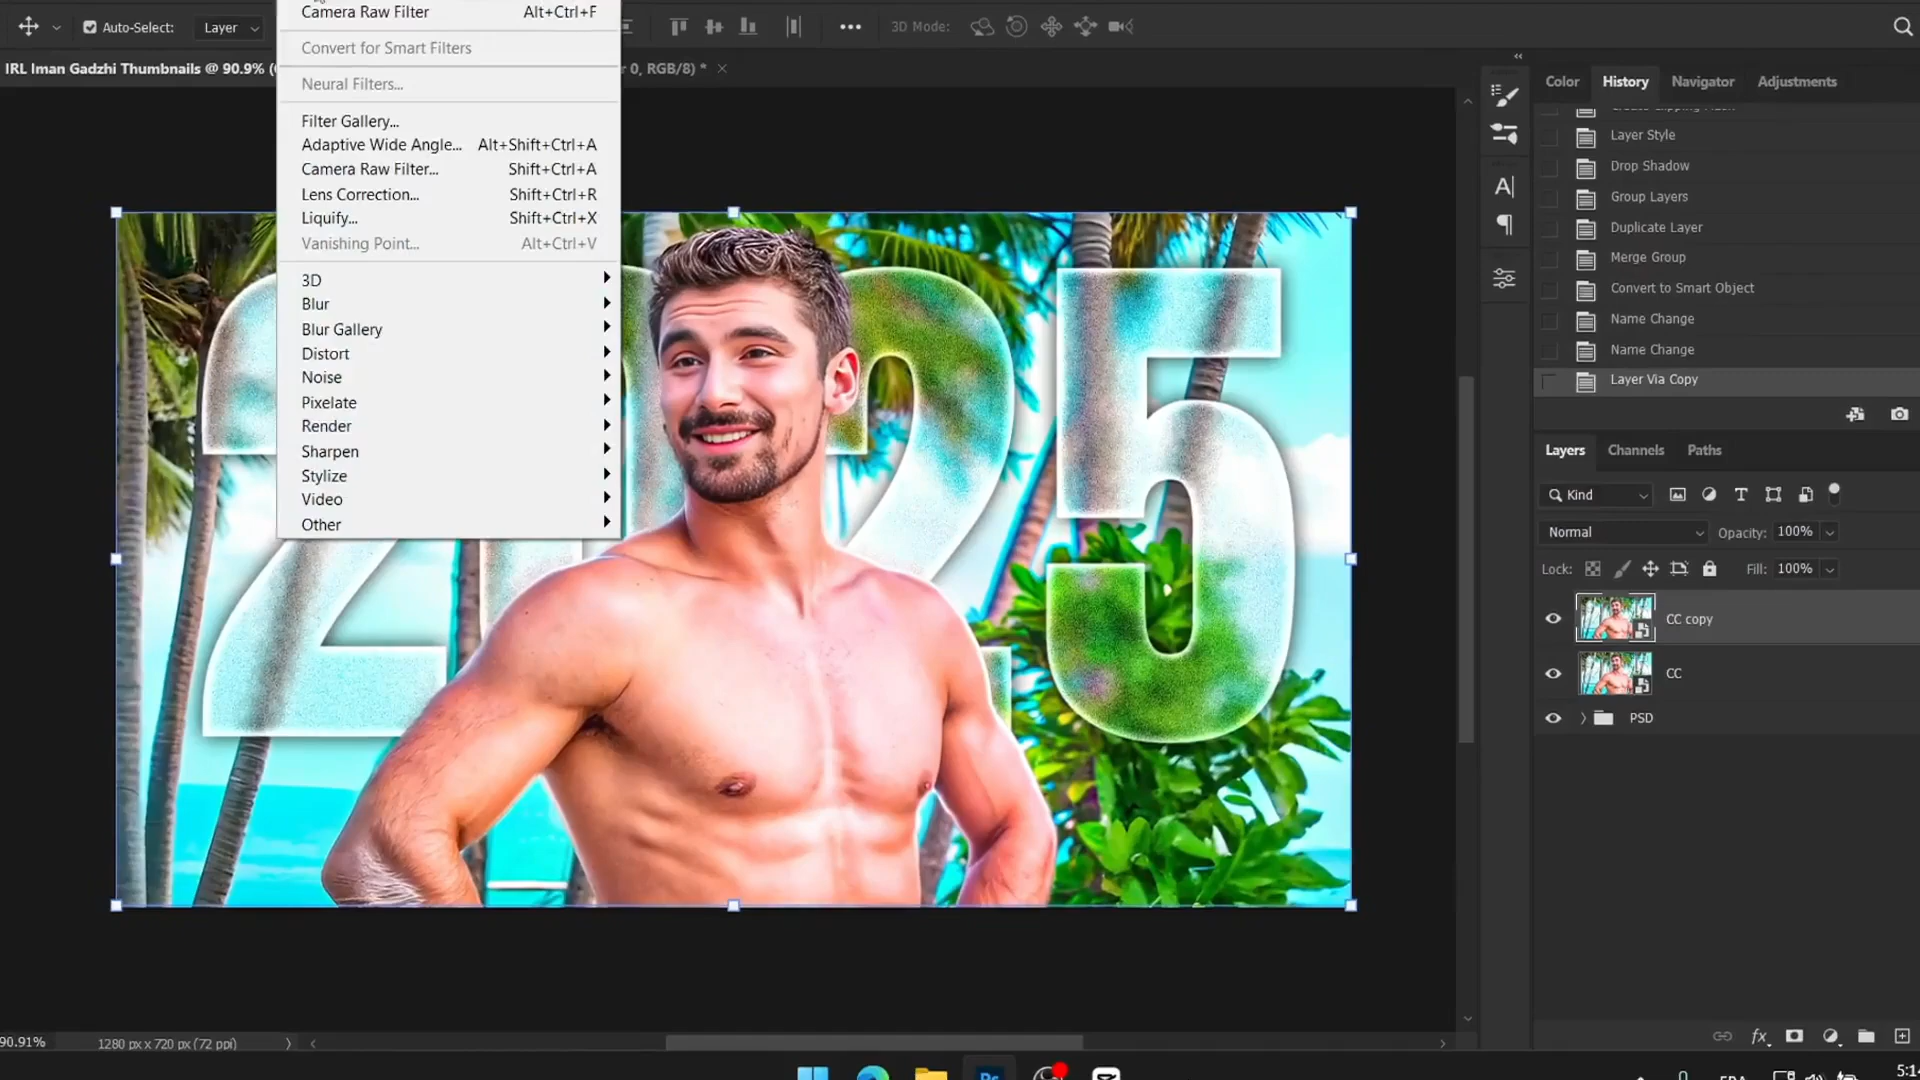 Camera Raw Filter Alt+Ctrl+F
Auto-Select: Layer
3D Mode:
Convert for Smart Filters
IRL Iman Gadzhi Thumbnails @ 90.9% r 0, RGB/8) *
Neural Filters...
Filter Gallery...
Adaptive Wide Angle... Alt+Shift+Ctrl+A
Camera Raw Filter... Shift+Ctrl+A
Lens Correction... Shift+Ctrl+R
Liquify... Shift+Ctrl+X
Vanishing Point... Alt+Ctrl+V
3D
Blur
Blur Gallery
Distort
Noise
Pixelate
Render
Sharpen
Stylize
Video
Other
Color History Navigator Adjustments
Layer Style
Drop Shadow
Group Layers
Duplicate Layer
Merge Group
Convert to Smart Object
Name Change
Name Change
Layer Via Copy
Layers Channels Paths
Kind
Normal Opacity: 100%
Lock: Fill: 100%
CC copy
CC
PSD
90.91% 1280 px x 720 px (72 ppi)
Ps